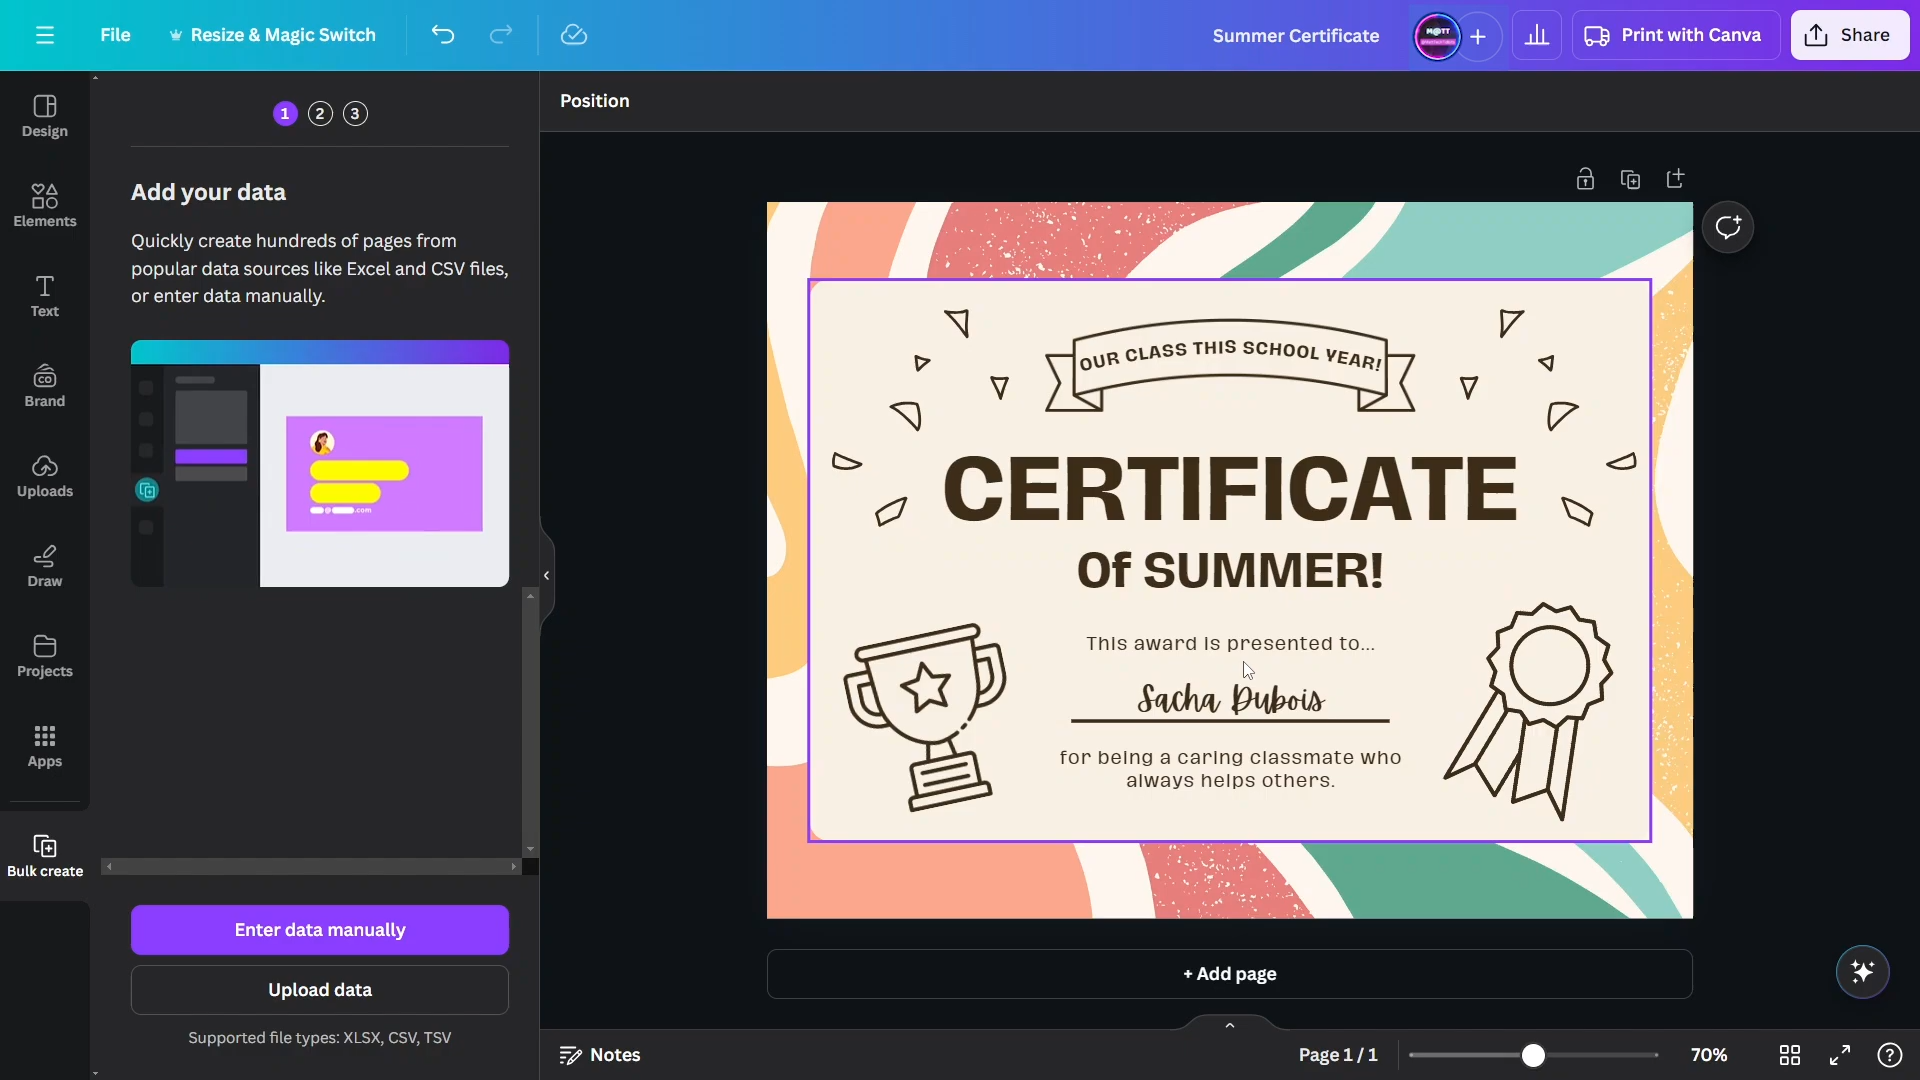 File
Resize & Magic Switch
Summer Certificate
M@TT
Print with Canva
Share
Design
Elements
Text
Brand
Uploads
Draw
Projects
Apps
Bulk create
1 2 3
Add your data
Quickly create hundreds of pages from
popular data sources like Excel and CSV files,
or enter data manually.
.com
Enter data manually
Upload data
Supported file types: XLSX, CSV, TSV
Position
OUR CLASS THIS SCHOOL YEAR!
CERTIFICATE
Of SUMMER!
This award is presented to...
Sacha Dubois
for being a caring classmate who
always helps others.
+ Add page
Notes
Page 1 / 1
70%